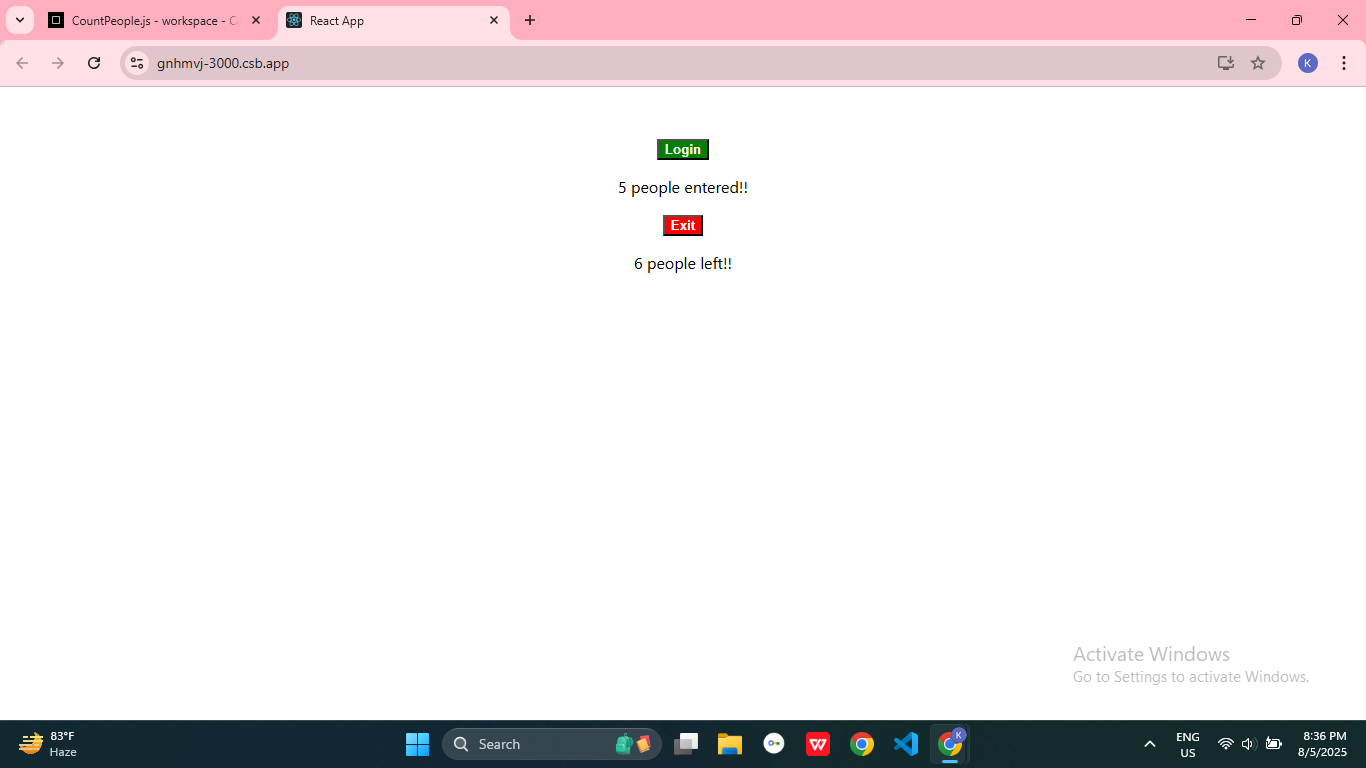 CountPeople.js - workspace - C
React App
gnhmvj-3000.csb.app
K
Login
5 people entered!!
Exit
6 people left!!
Activate Windows
Go to Settings to activate Windows.
83°F
Haze
Search
W
K
ENG
US
8:36 PM
8/5/2025